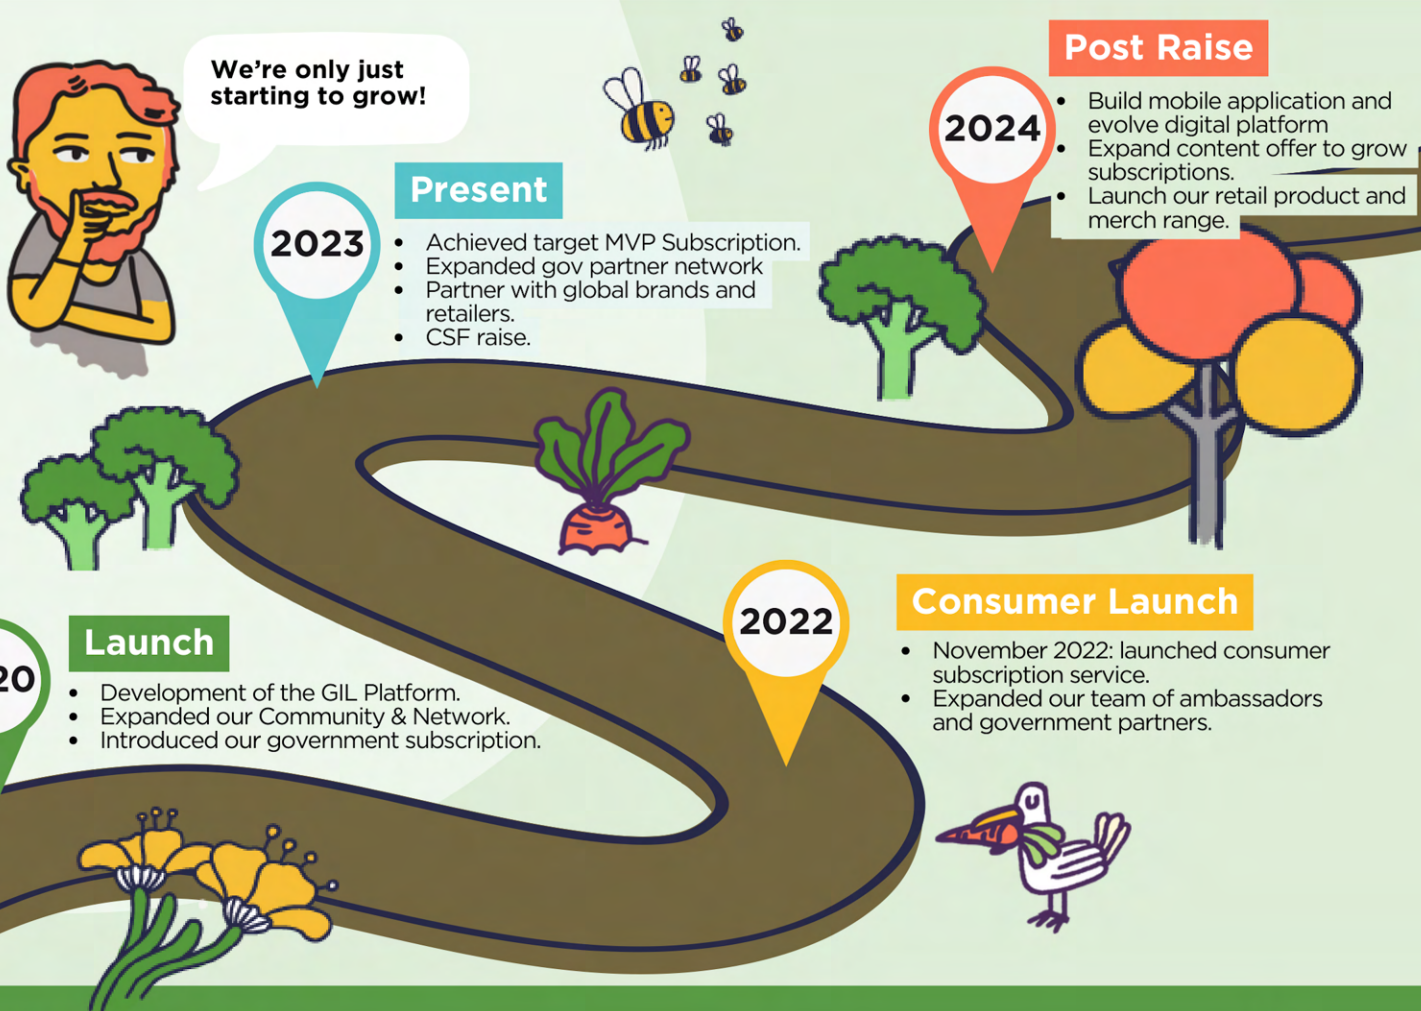 We're only just
starting to grow!
Post Raise
2024
• Build mobile application and
evolve digital platform
• Expand content offer to grow
subscriptions.
• Launch our retail product and
merch range.
Present
2023
• Achieved target MVP Subscription.
• Expanded gov partner network
• Partner with global brands and
retailers.
• CSF raise.
2022
Consumer Launch
• November 2022: launched consumer
subscription service.
• Expanded our team of ambassadors
and government partners.
20
Launch
• Development of the GIL Platform.
• Expanded our Community & Network.
• Introduced our government subscription.